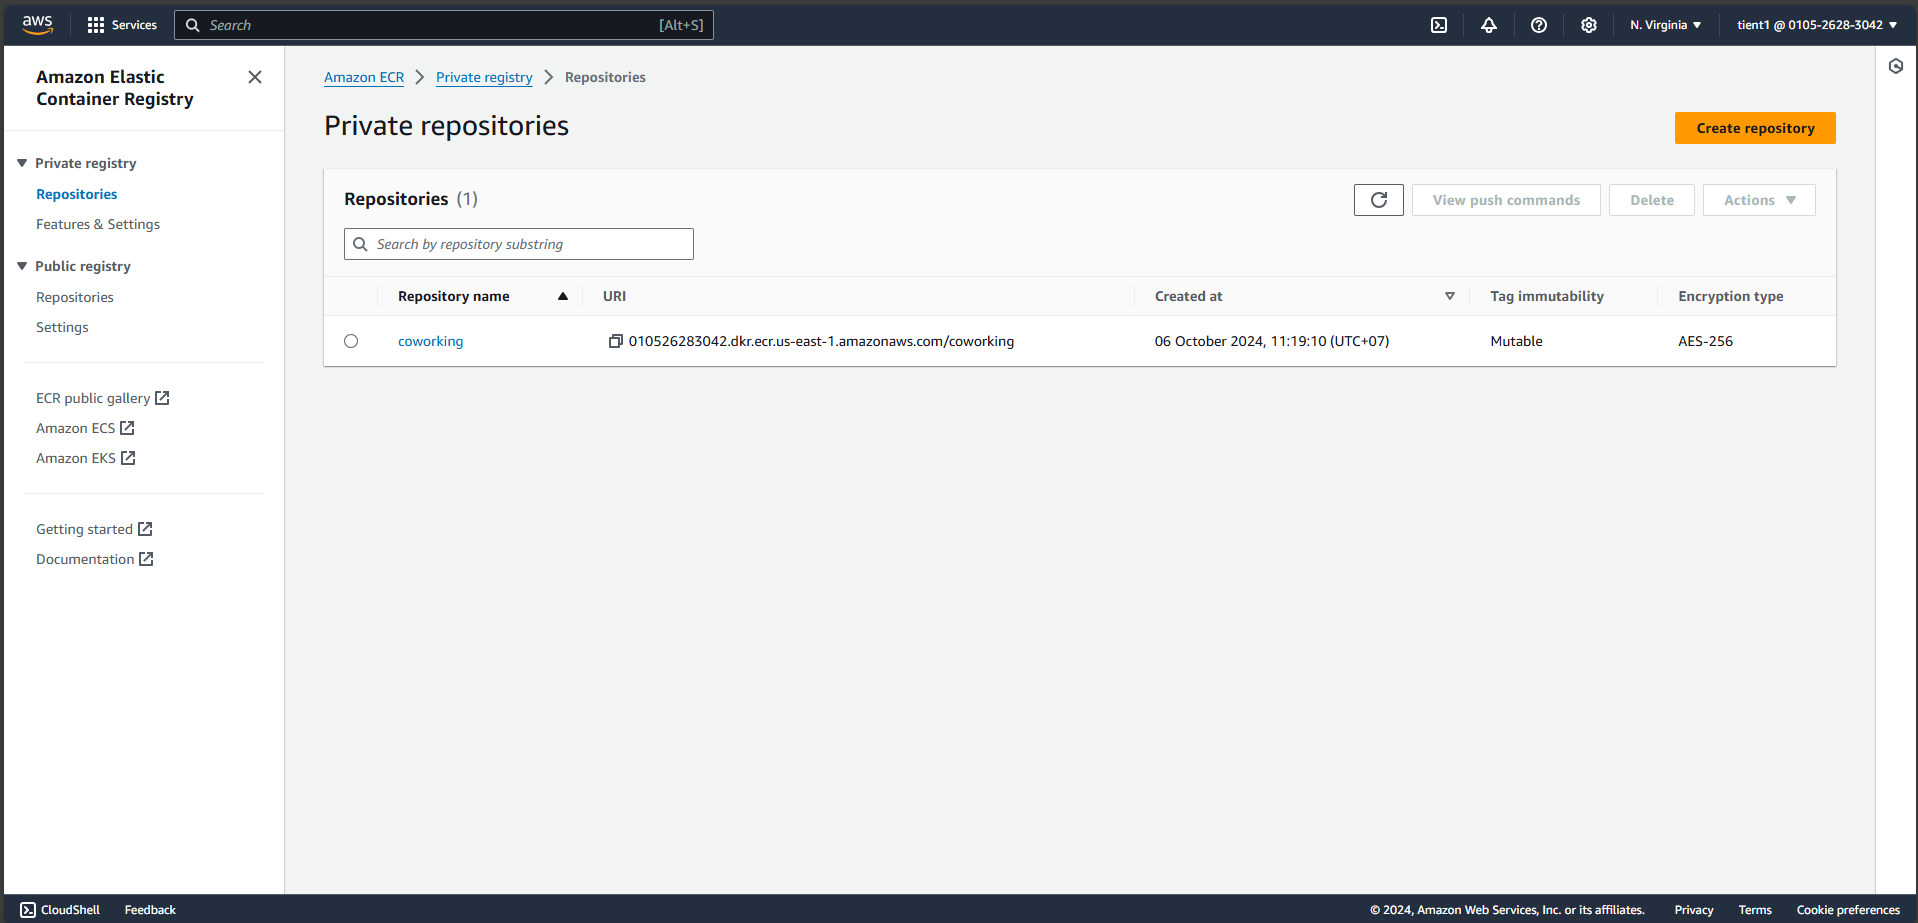 aws
Services
Search
[Alt+S]
N. Virginia
tient1 @ 0105-2628-3042
Amazon Elastic
Container Registry
Private registry
Repositories
Features & Settings
Public registry
Repositories
Settings
ECR public gallery
Amazon ECS
Amazon EKS
Getting started
Documentation
Amazon ECR
Private registry
Repositories
Private repositories
Create repository
Repositories (1)
View push commands
Delete
Actions
Search by repository substring
Repository name
URI
Created at
Tag immutability
Encryption type
coworking
010526283042.dkr.ecr.us-east-1.amazonaws.com/coworking
06 October 2024, 11:19:10 (UTC+07)
Mutable
AES-256
CloudShell
Feedback
© 2024, Amazon Web Services, Inc. or its affiliates.
Privacy
Terms
Cookie preferences